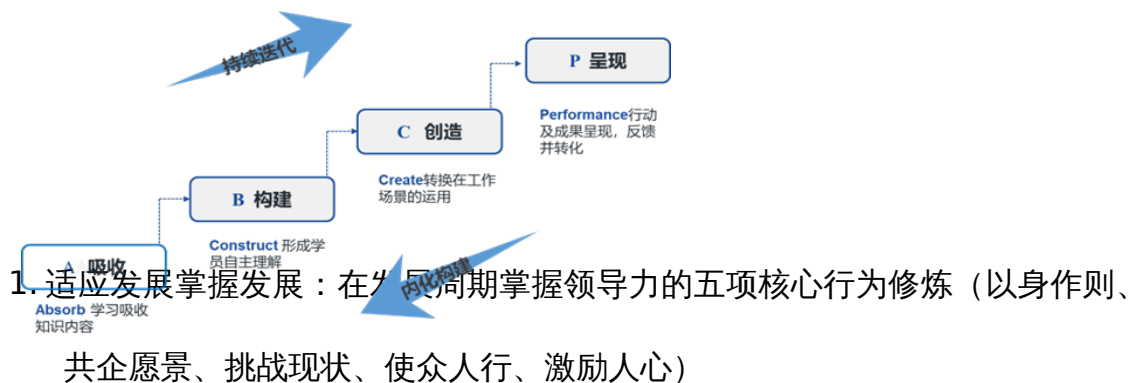 持续迭代
P 呈现
Performance行动
及成果呈现，反馈
并转化
C 创造
Create转换在工作
场景的运用
B 构建
Construct 形成学
员自主理解
A 吸收
Absorb 学习吸收
知识内容
内化构建
1. 适应发展掌握发展：在发展周期掌握领导力的五项核心行为修炼（以身作则、
共企愿景、挑战现状、使众人行、激励人心）